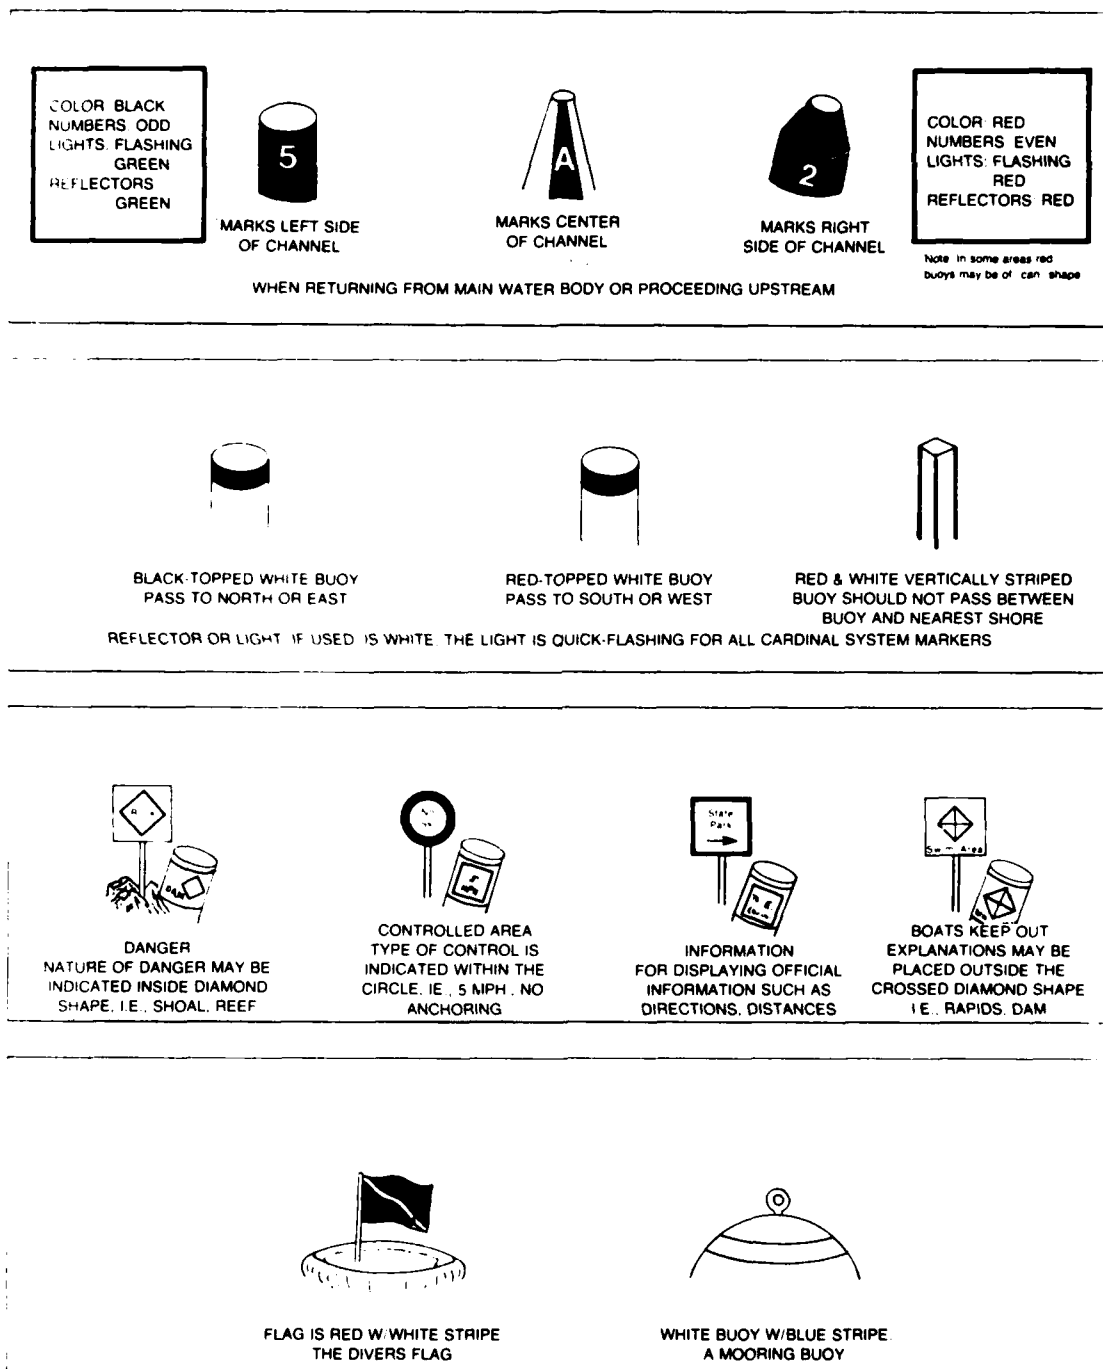 COLOR BLACK
NUMBERS: ODD
LIGHTS: FLASHING
GREEN
REFLECTORS
GREEN
5
MARKS LEFT SIDE
OF CHANNEL
A
MARKS CENTER
OF CHANNEL
2
MARKS RIGHT
SIDE OF CHANNEL
COLOR: RED
NUMBERS: EVEN
LIGHTS: FLASHING
RED
REFLECTORS: RED
Note In some areas red
buoys may be of can shape
WHEN RETURNING FROM MAIN WATER BODY OR PROCEEDING UPSTREAM
BLACK-TOPPED WHITE BUOY
PASS TO NORTH OR EAST
RED-TOPPED WHITE BUOY
PASS TO SOUTH OR WEST
RED & WHITE VERTICALLY STRIPED
BUOY SHOULD NOT PASS BETWEEN
BUOY AND NEAREST SHORE
REFLECTOR OR LIGHT IF USED IS WHITE. THE LIGHT IS QUICK-FLASHING FOR ALL CARDINAL SYSTEM MARKERS
DANGER
NATURE OF DANGER MAY BE
INDICATED INSIDE DIAMOND
SHAPE, I.E., SHOAL, REEF
5
MPH
CONTROLLED AREA
TYPE OF CONTROL IS
INDICATED WITHIN THE
CIRCLE, IE., 5 MPH, NO
ANCHORING
State
Park
INFORMATION
FOR DISPLAYING OFFICIAL
INFORMATION SUCH AS
DIRECTIONS, DISTANCES
Swim Area
BOATS KEEP OUT
EXPLANATIONS MAY BE
PLACED OUTSIDE THE
CROSSED DIAMOND SHAPE
I.E., RAPIDS, DAM
FLAG IS RED W/WHITE STRIPE
THE DIVERS FLAG
WHITE BUOY W/BLUE STRIPE.
A MOORING BUOY